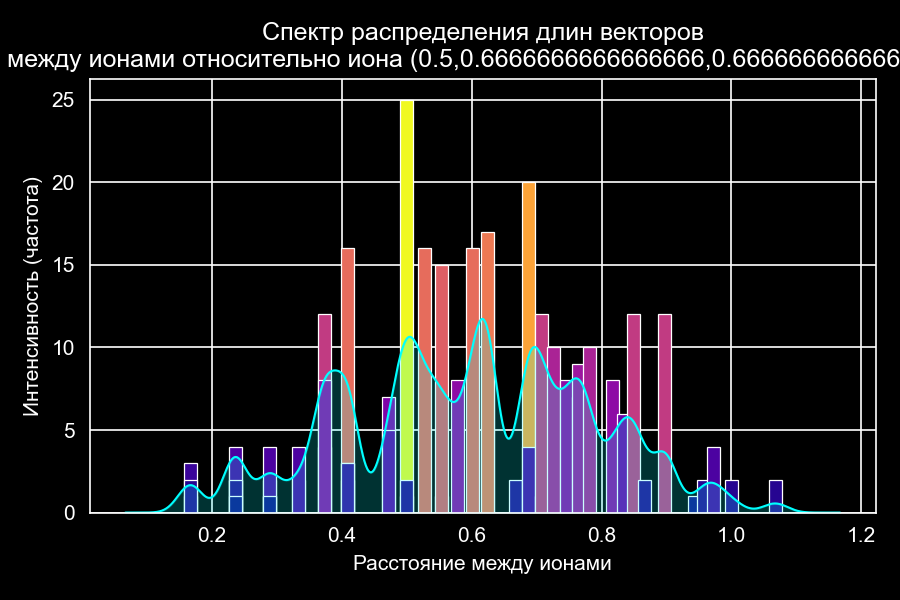 Спектр распределения длин векторов
между ионами относительно иона (0.5,0.6666666666666666,0.666666666666
Интенсивность (частота)
25
20
15
10
5
0
0.2 0.4 0.6 0.8 1.0 1.2
Расстояние между ионами